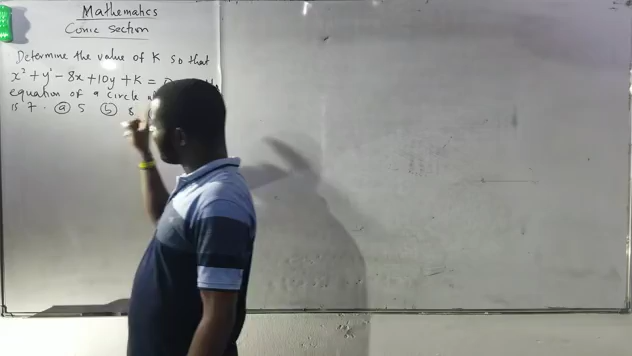 Mathematics
Conic Section
Determine the value of K so that
x² + y² - 8x + 10y + K = 0
equation of a circle
is 7. (a) 5 (b) 8